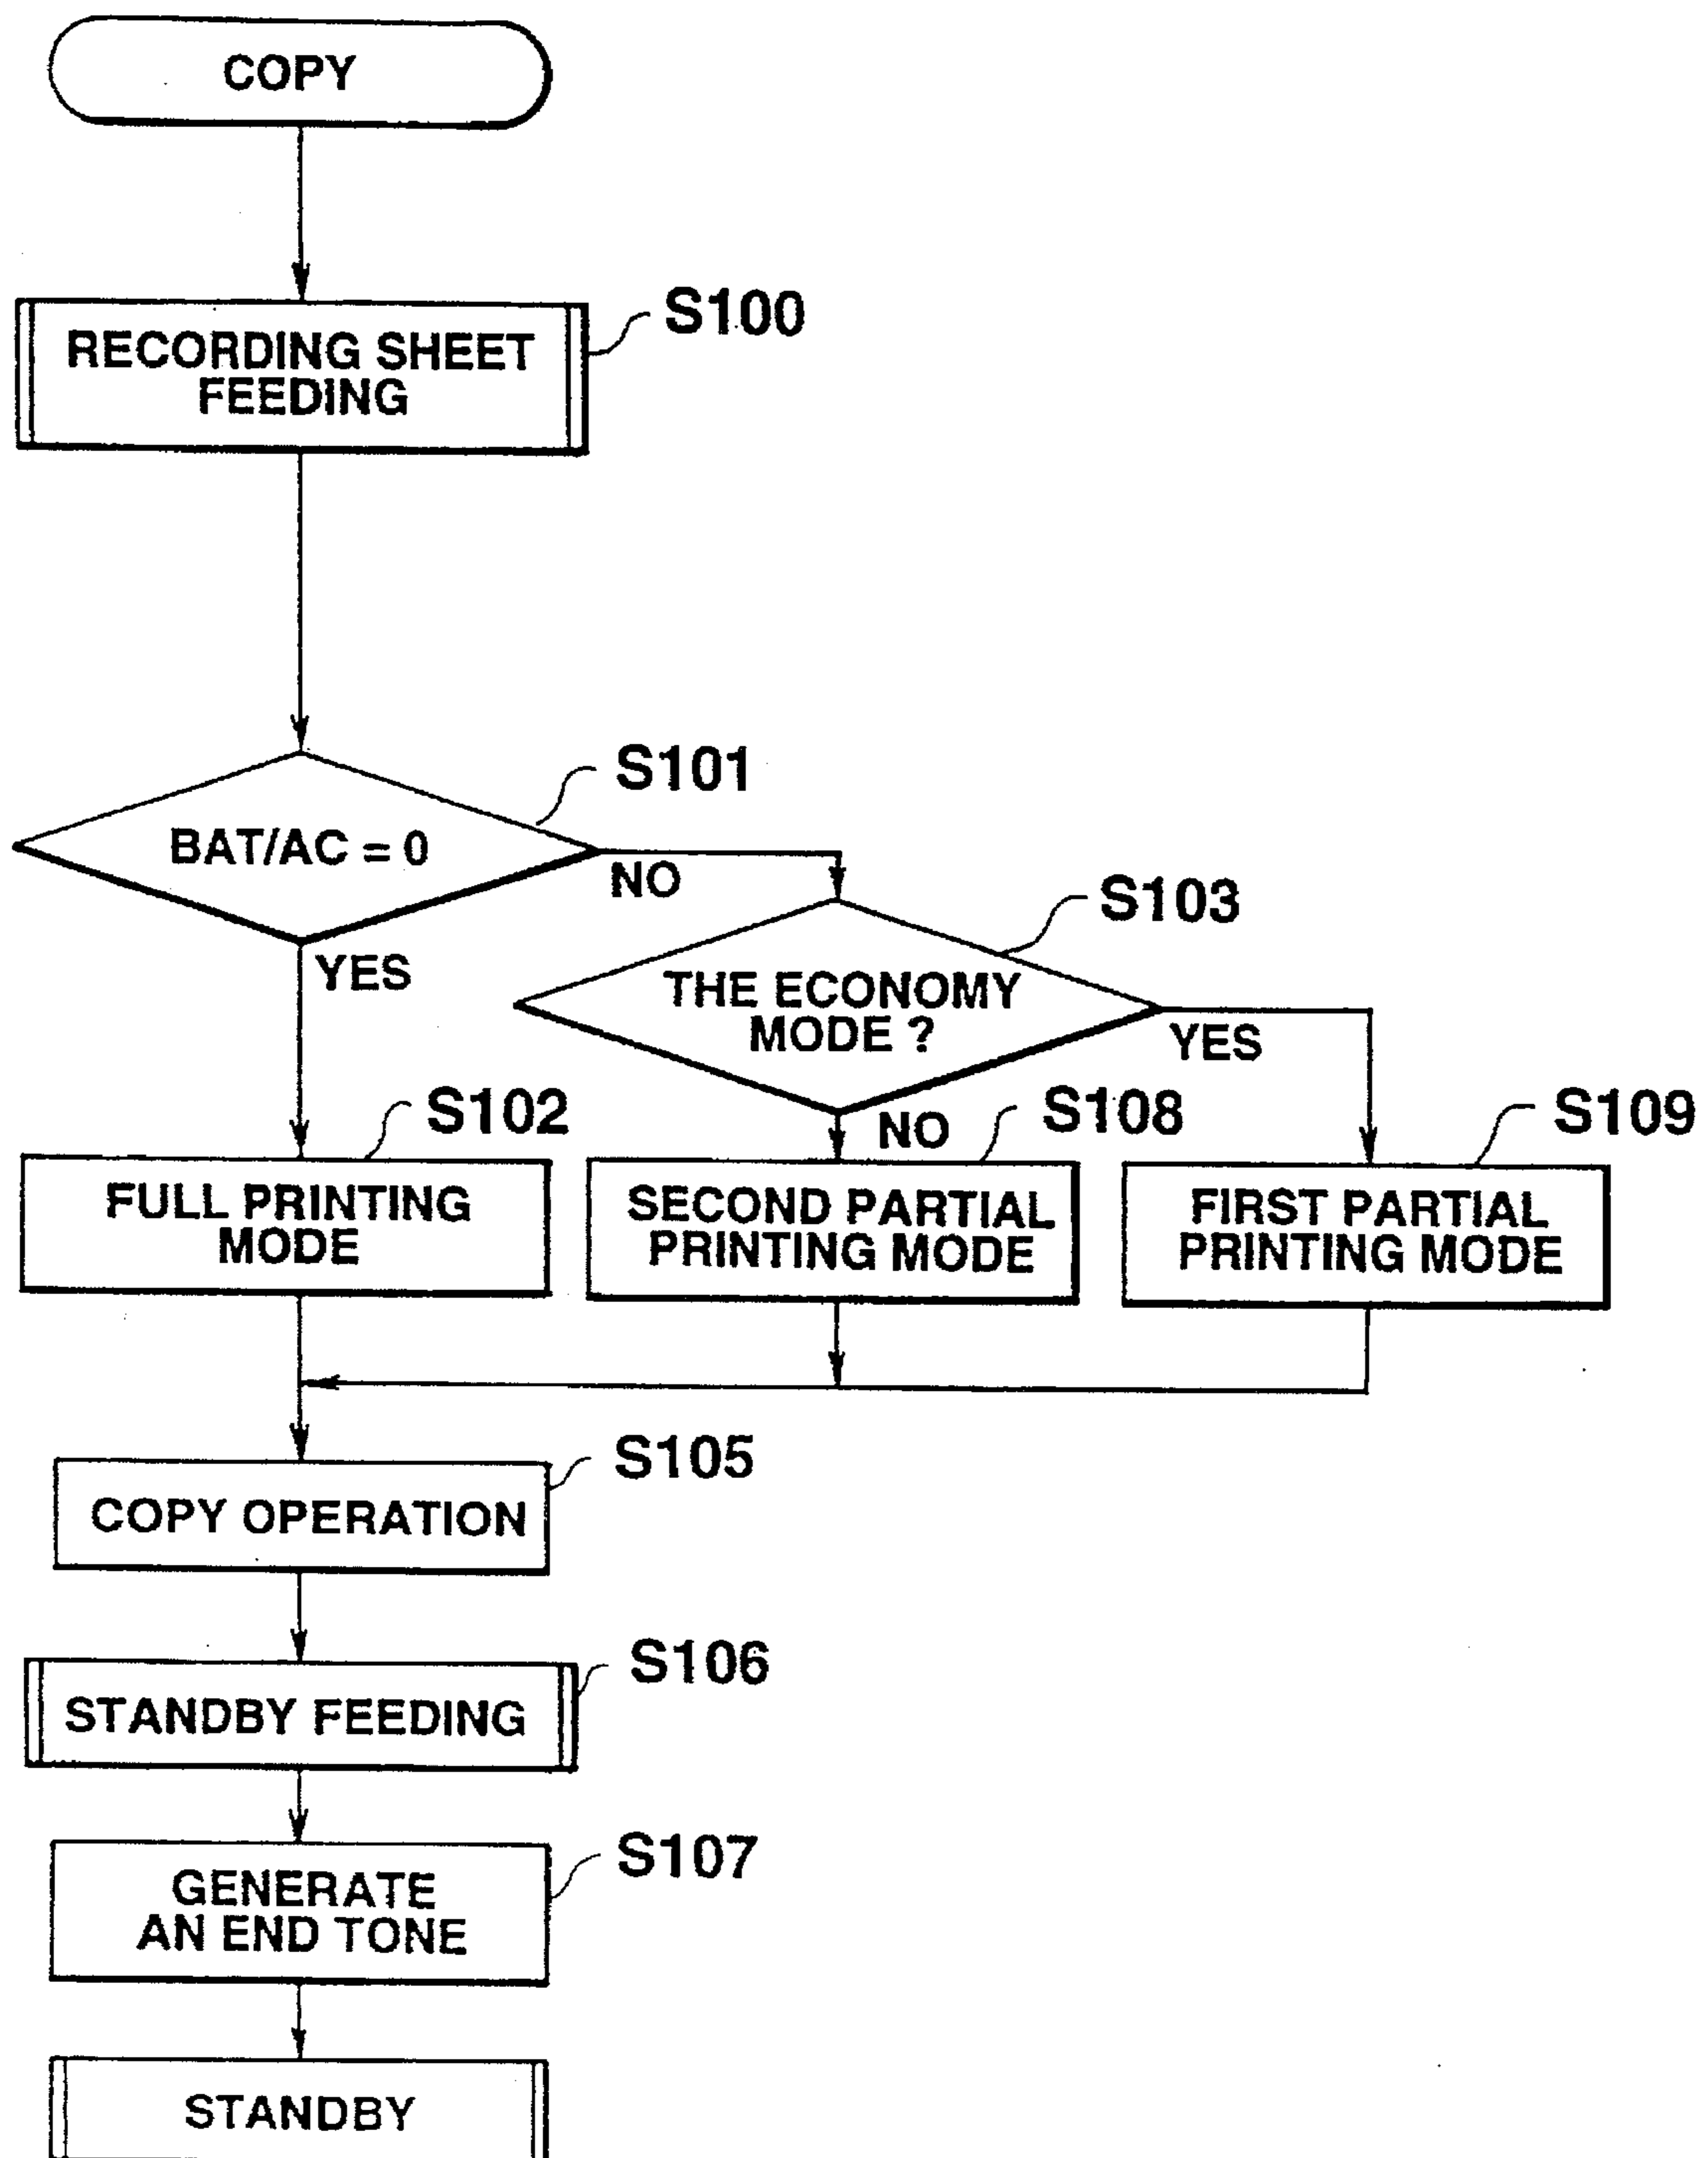 COPY
S100
RECORDING SHEET
FEEDING
S101
BAT/AC = 0
NO
YES
S103
THE ECONOMY
MODE ?
YES
NO
S102
FULL PRINTING
MODE
S108
SECOND PARTIAL
PRINTING MODE
S109
FIRST PARTIAL
PRINTING MODE
S105
COPY OPERATION
S106
STANDBY FEEDING
S107
GENERATE
AN END TONE
STANDBY